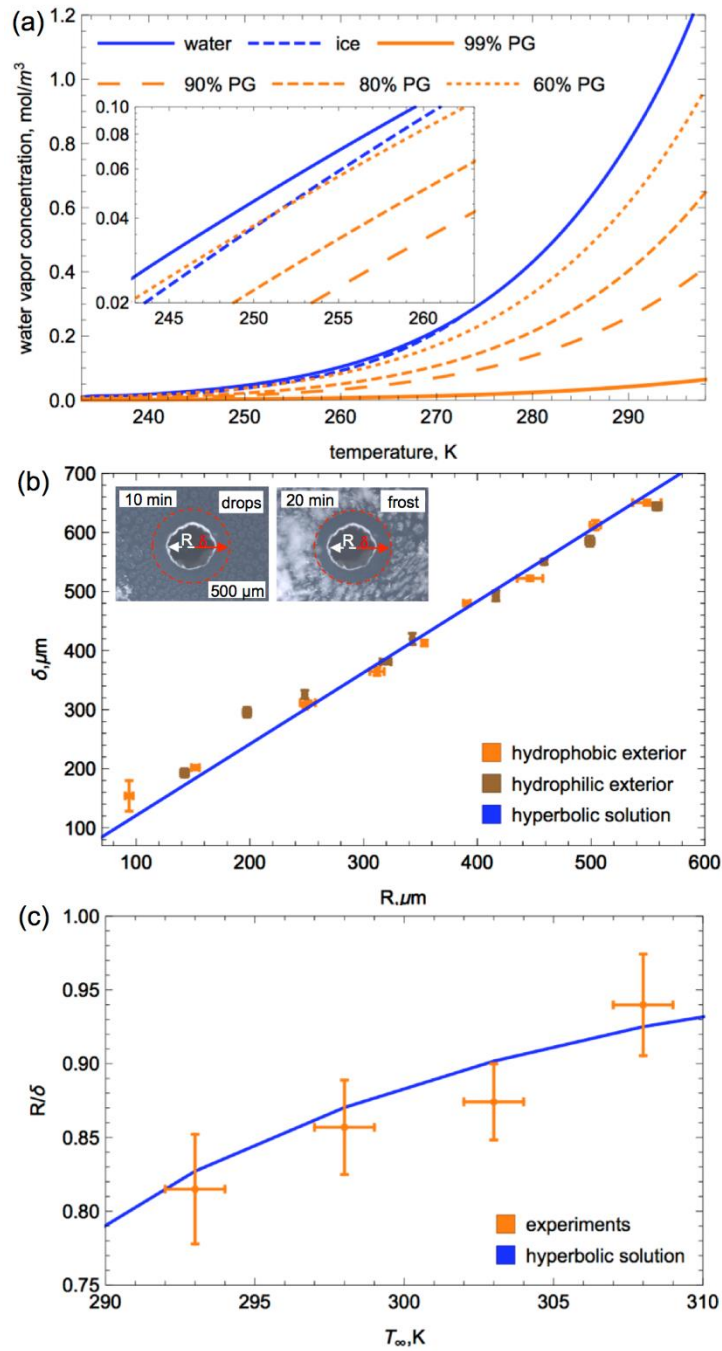 (a)
1.2
1.0
0.8
0.6
0.4
0.2
0.0
water vapor concentration, mol/m³
water ice 99% PG
90% PG 80% PG 60% PG
0.10
0.06
0.04
0.02
245 250 255 260
240 250 260 270 280 290
temperature, K
(b)
700
600
500
400
300
200
100
δ,μm
10 min
drops
R δ
500 μm
20 min
frost
R δ
hydrophobic exterior
hydrophilic exterior
hyperbolic solution
100 200 300 400 500 600
R,μm
(c)
1.00
0.95
0.90
0.85
0.80
0.75
R/δ
experiments
hyperbolic solution
290 295 300 305 310
T∞,K